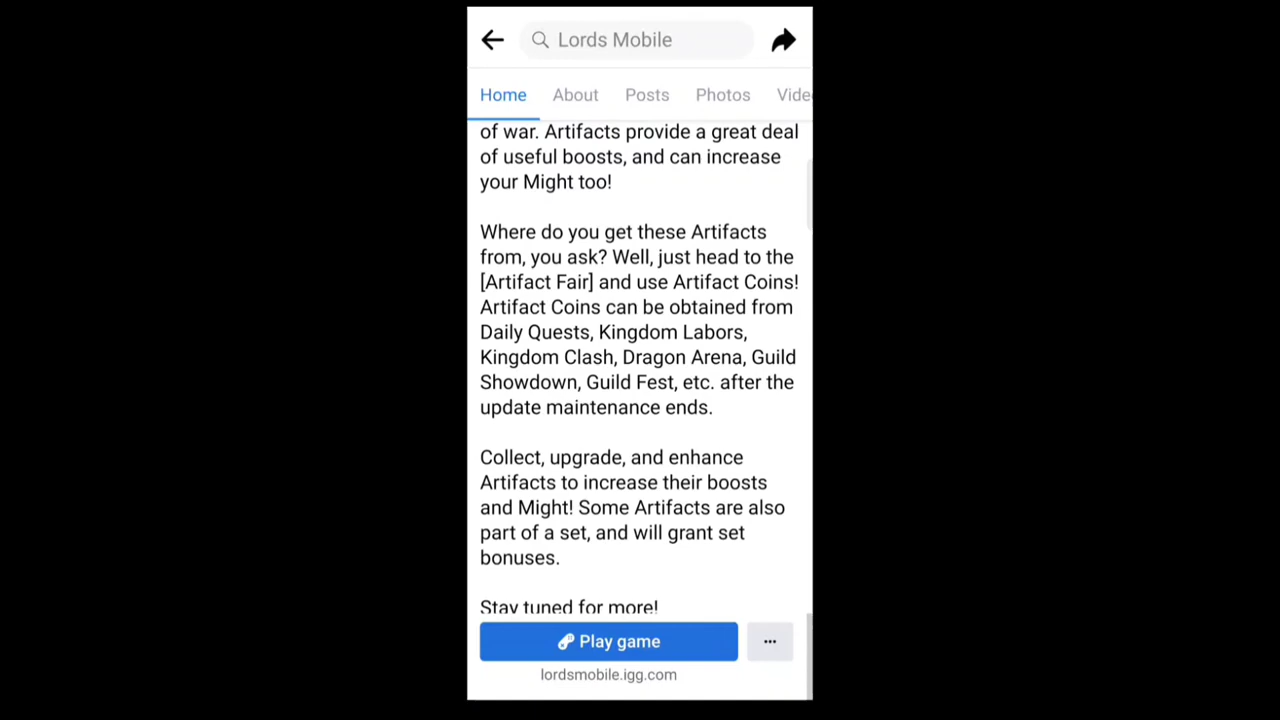 Lords Mobile
Home About Posts Photos Vide
of war. Artifacts provide a great deal
of useful boosts, and can increase
your Might too!
Where do you get these Artifacts
from, you ask? Well, just head to the
[Artifact Fair] and use Artifact Coins!
Artifact Coins can be obtained from
Daily Quests, Kingdom Labors,
Kingdom Clash, Dragon Arena, Guild
Showdown, Guild Fest, etc. after the
update maintenance ends.
Collect, upgrade, and enhance
Artifacts to increase their boosts
and Might! Some Artifacts are also
part of a set, and will grant set
bonuses.
Stay tuned for more!
Play game
lordsmobile.igg.com